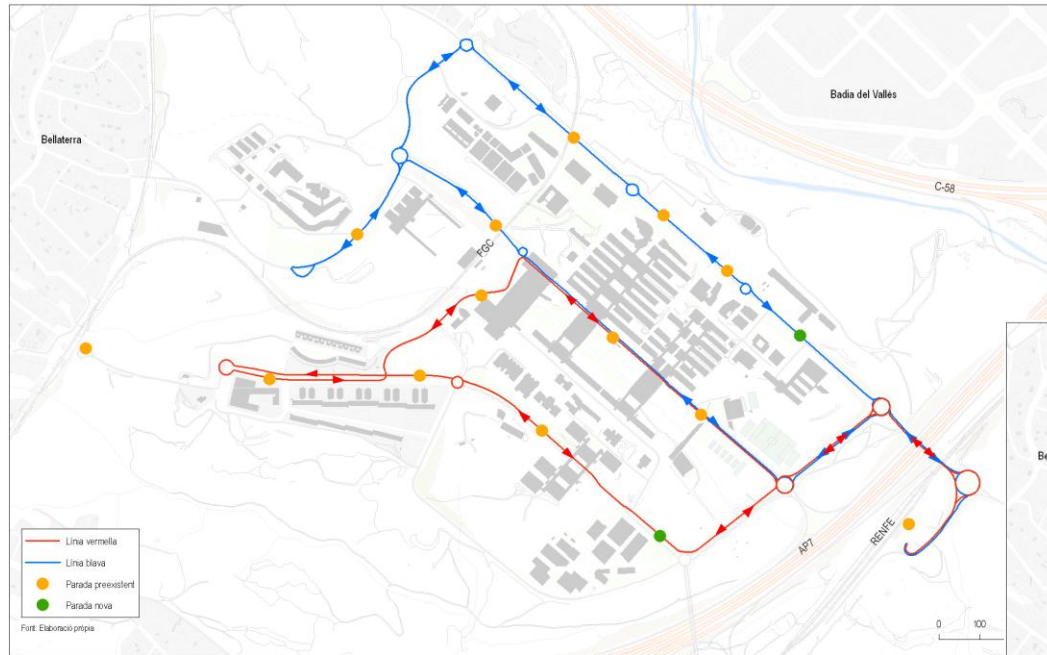 Badia del Vallés
Bellaterra
C-58
FGC
Be
AP7
RENFE
Línia vermella
Línia blava
Parada preexistent
Parada nova
Font: Elaboració pròpia
0 100